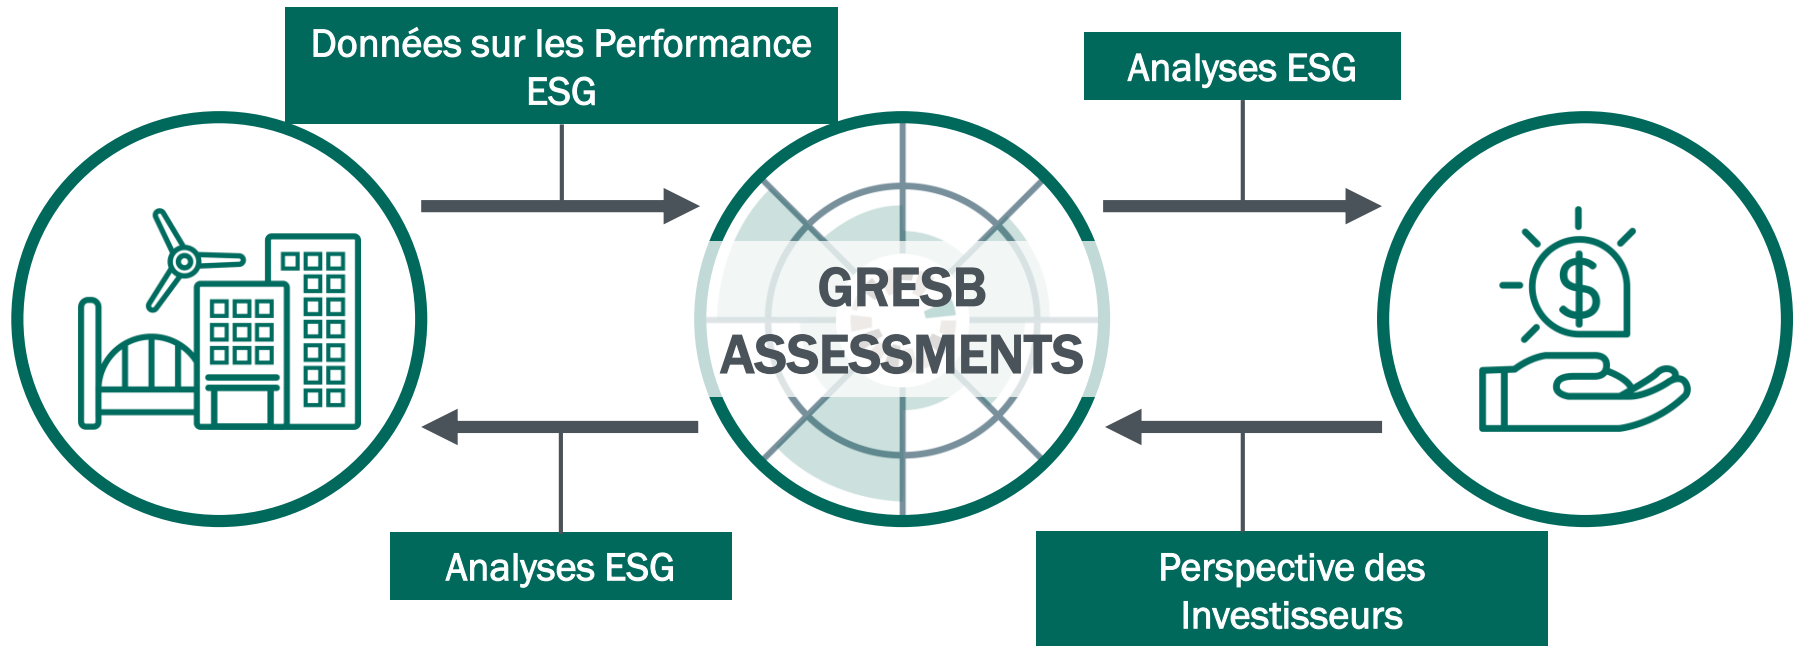 Données sur les Performance
ESG
Analyses ESG
GRESB
ASSESSMENTS
$
Analyses ESG
Perspective des
Investisseurs